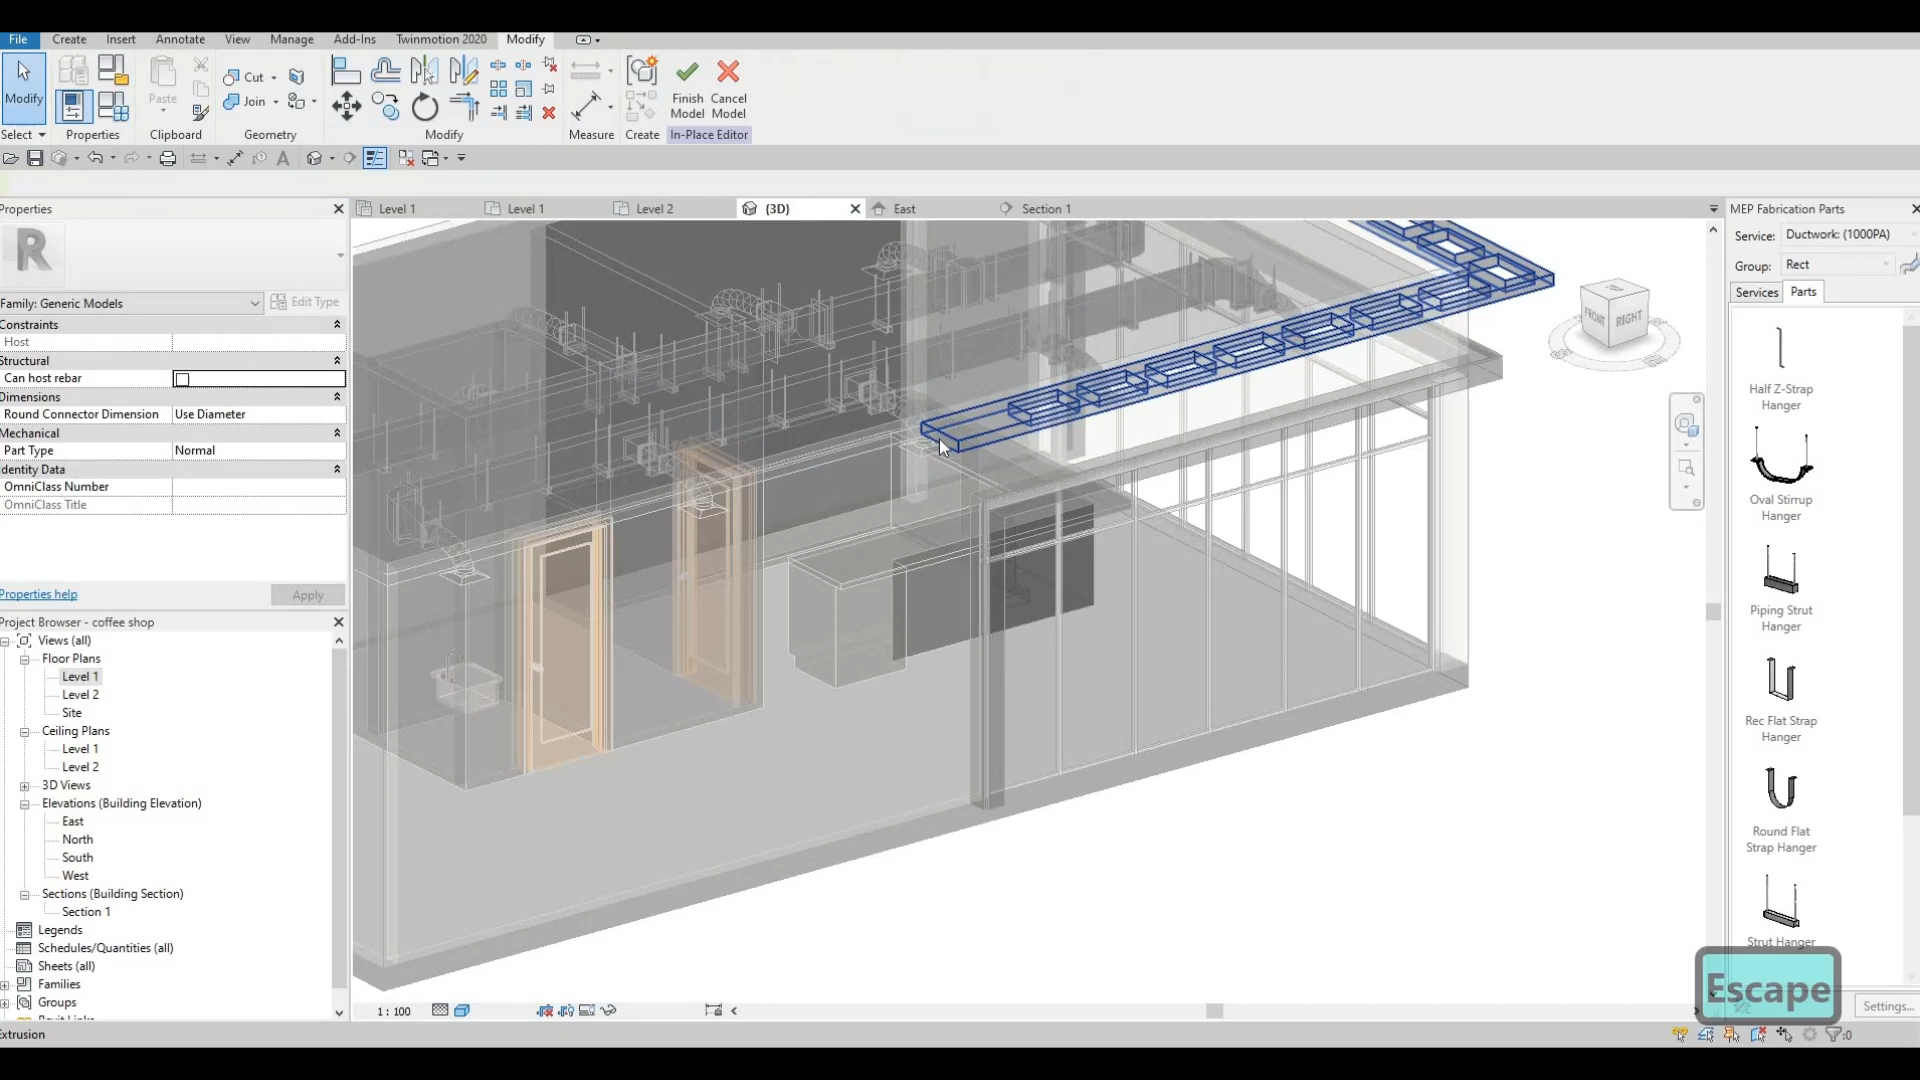 File Create Insert Annotate View Manage Add-Ins Twinmotion 2020 Modify
Modify Paste Cut Join Finish Model Cancel Model
Select Properties Clipboard Geometry Modify Measure Create In-Place Editor
Properties Level 1 Level 1 Level 2 {3D} East Section 1 MEP Fabrication Parts
Service: Ductwork: (1000PA)
Group: Rect
Services Parts
Family: Generic Models Edit Type
Constraints
Host
Structural
Can host rebar
Dimensions
Round Connector Dimension Use Diameter
Mechanical
Part Type Normal
Identity Data
OmniClass Number
OmniClass Title
Properties help Apply
Project Browser - coffee shop
Views (all)
Floor Plans
Level 1
Level 2
Site
Ceiling Plans
Level 1
Level 2
3D Views
Elevations (Building Elevation)
East
North
South
West
Sections (Building Section)
Section 1
Legends
Schedules/Quantities (all)
Sheets (all)
Families
Groups
FRONT RIGHT
Half Z-Strap
Hanger
Oval Stirrup
Hanger
Piping Strut
Hanger
Rec Flat Strap
Hanger
Round Flat
Strap Hanger
Strut Hanger
Escape
Settings...
1 : 100
Extrusion
:0